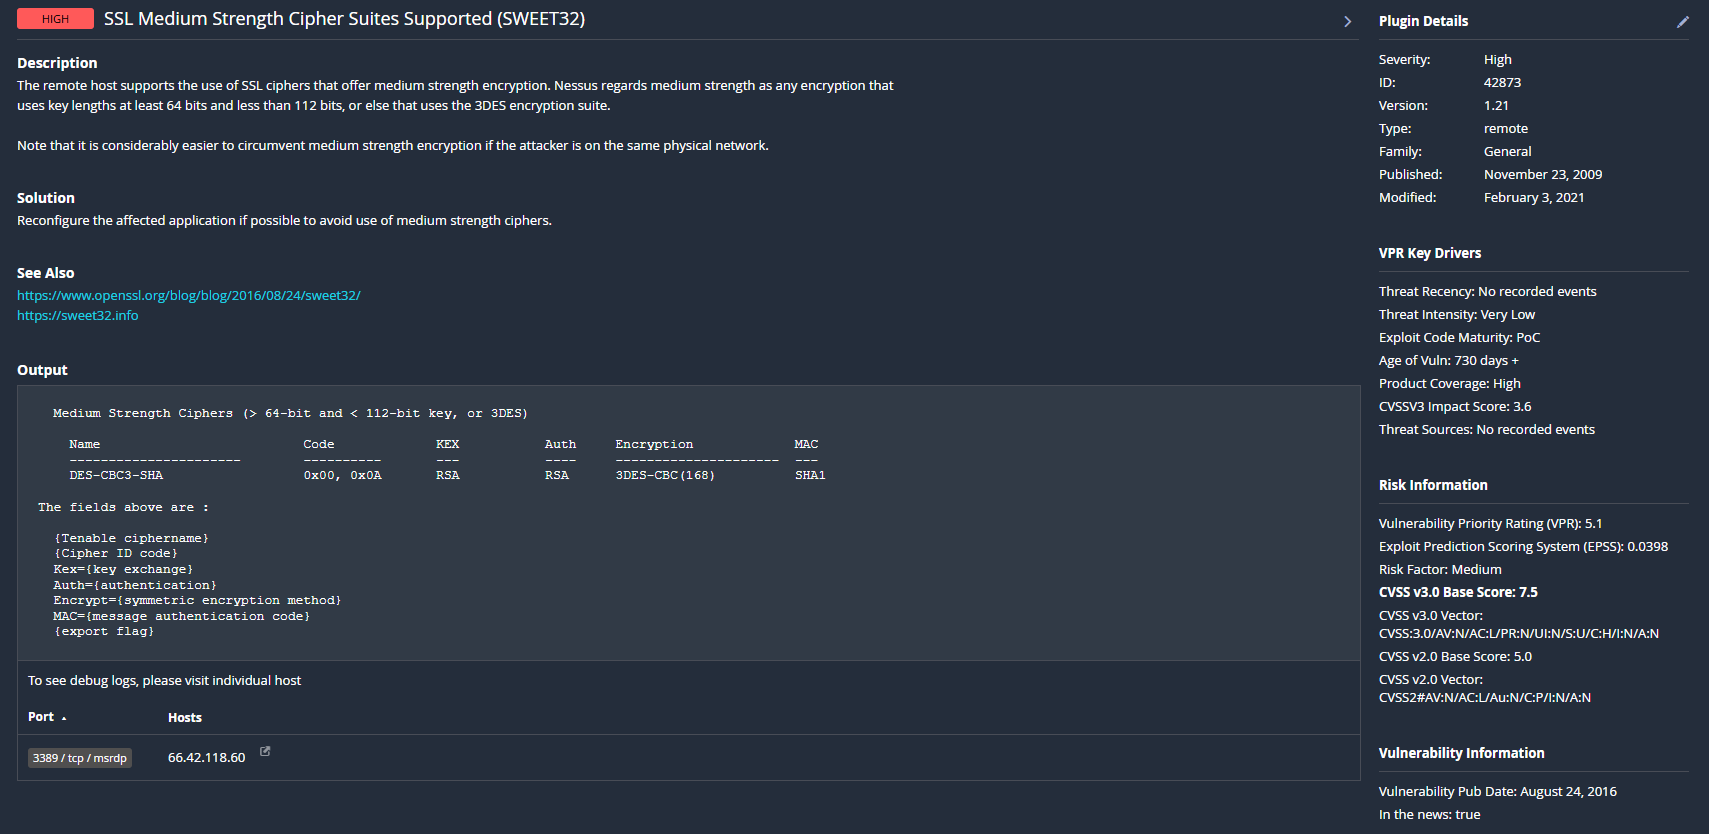 HIGH SSL Medium Strength Cipher Suites Supported (SWEET32)
Description
The remote host supports the use of SSL ciphers that offer medium strength encryption. Nessus regards medium strength as any encryption that
uses key lengths at least 64 bits and less than 112 bits, or else that uses the 3DES encryption suite.
Note that it is considerably easier to circumvent medium strength encryption if the attacker is on the same physical network.
Solution
Reconfigure the affected application if possible to avoid use of medium strength ciphers.
See Also
https://www.openssl.org/blog/blog/2016/08/24/sweet32/
https://sweet32.info
Output
Medium Strength Ciphers (> 64-bit and < 112-bit key, or 3DES)
Name Code KEX Auth Encryption MAC
---------------------- ---------- --- ---- --------------------- ---
DES-CBC3-SHA 0x00, 0x0A RSA RSA 3DES-CBC(168) SHA1
The fields above are :
{Tenable ciphername}
{Cipher ID code}
Kex={key exchange}
Auth={authentication}
Encrypt={symmetric encryption method}
MAC={message authentication code}
{export flag}
To see debug logs, please visit individual host
Port Hosts
3389 / tcp / msrdp 66.42.118.60
Plugin Details
Severity: High
ID: 42873
Version: 1.21
Type: remote
Family: General
Published: November 23, 2009
Modified: February 3, 2021
VPR Key Drivers
Threat Recency: No recorded events
Threat Intensity: Very Low
Exploit Code Maturity: PoC
Age of Vuln: 730 days +
Product Coverage: High
CVSSV3 Impact Score: 3.6
Threat Sources: No recorded events
Risk Information
Vulnerability Priority Rating (VPR): 5.1
Exploit Prediction Scoring System (EPSS): 0.0398
Risk Factor: Medium
CVSS v3.0 Base Score: 7.5
CVSS v3.0 Vector:
CVSS:3.0/AV:N/AC:L/PR:N/UI:N/S:U/C:H/I:N/A:N
CVSS v2.0 Base Score: 5.0
CVSS v2.0 Vector:
CVSS2#AV:N/AC:L/Au:N/C:P/I:N/A:N
Vulnerability Information
Vulnerability Pub Date: August 24, 2016
In the news: true